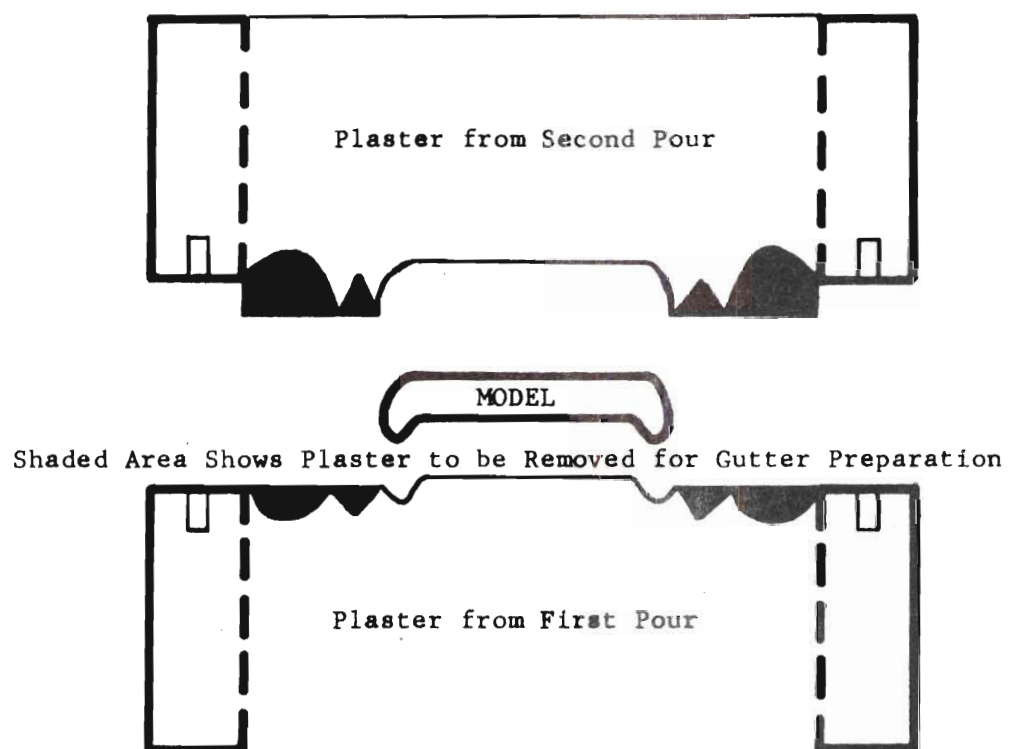 Plaster from Second Pour
MODEL
Shaded Area Shows Plaster to be Removed for Gutter Preparation
Plaster from First Pour